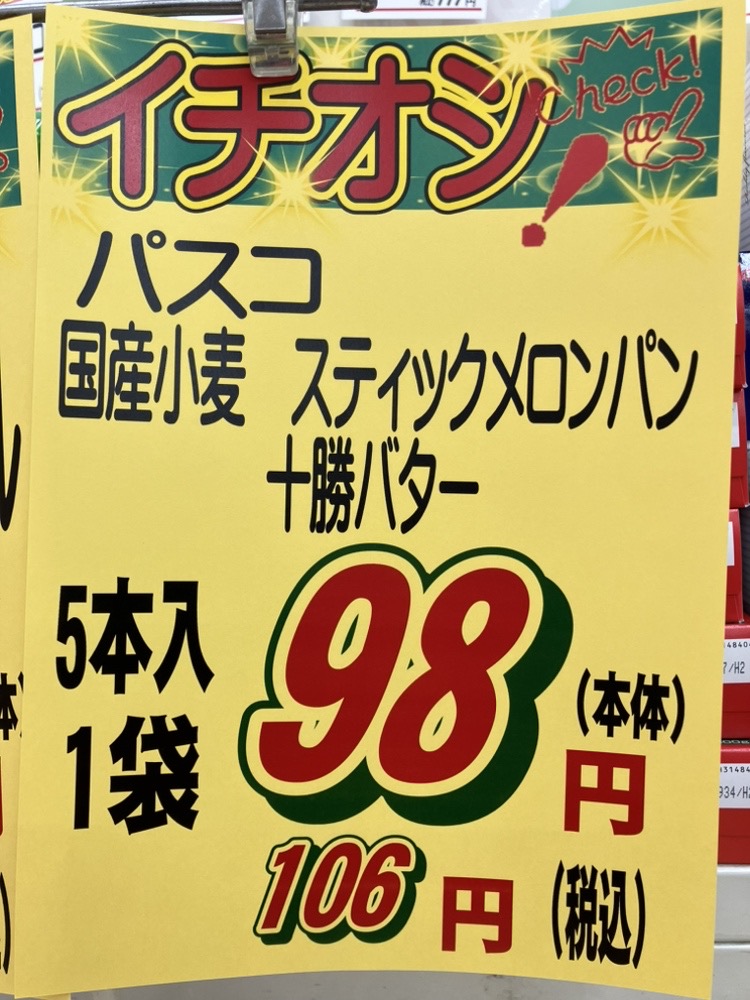 イチオシ
Check!
!
パスコ
国産小麦 スティックメロンパン
十勝バター
5本入
1袋
98
(本体)
円
106
円
(税込)